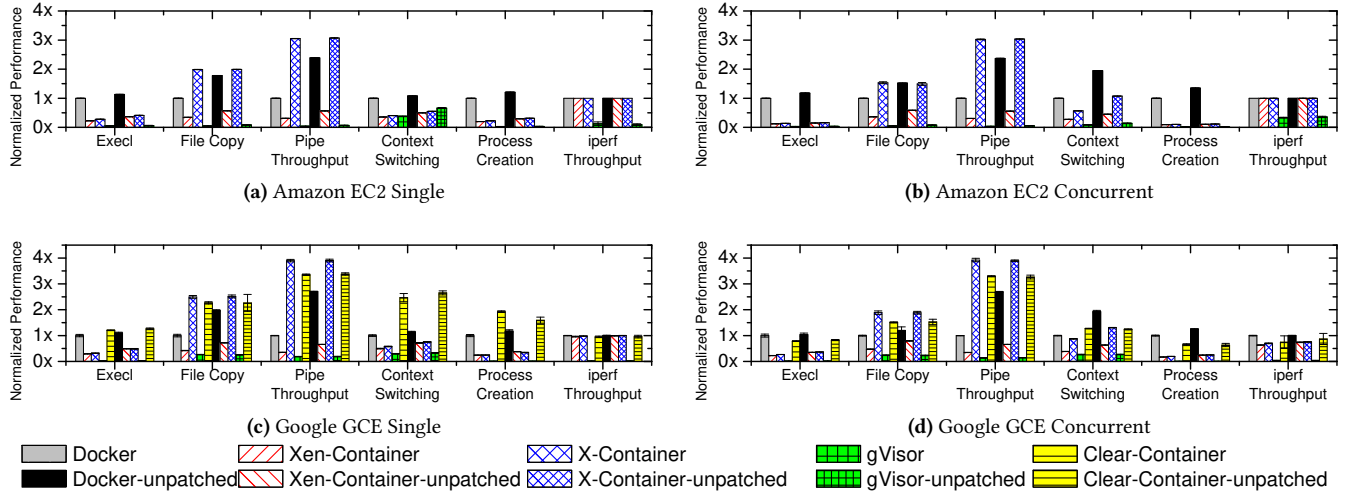 Normalized Performance
4x
3x
2x
1x
0x
Execl
File Copy
Pipe
Throughput
Context
Switching
Process
Creation
iperf
Throughput
(a) Amazon EC2 Single
Normalized Performance
4x
3x
2x
1x
0x
Execl
File Copy
Pipe
Throughput
Context
Switching
Process
Creation
iperf
Throughput
(b) Amazon EC2 Concurrent
Normalized Performance
4x
3x
2x
1x
0x
Execl
File Copy
Pipe
Throughput
Context
Switching
Process
Creation
iperf
Throughput
(c) Google GCE Single
Normalized Performance
4x
3x
2x
1x
0x
Execl
File Copy
Pipe
Throughput
Context
Switching
Process
Creation
iperf
Throughput
(d) Google GCE Concurrent
Docker Xen-Container X-Container gVisor Clear-Container
Docker-unpatched Xen-Container-unpatched X-Container-unpatched gVisor-unpatched Clear-Container-unpatched